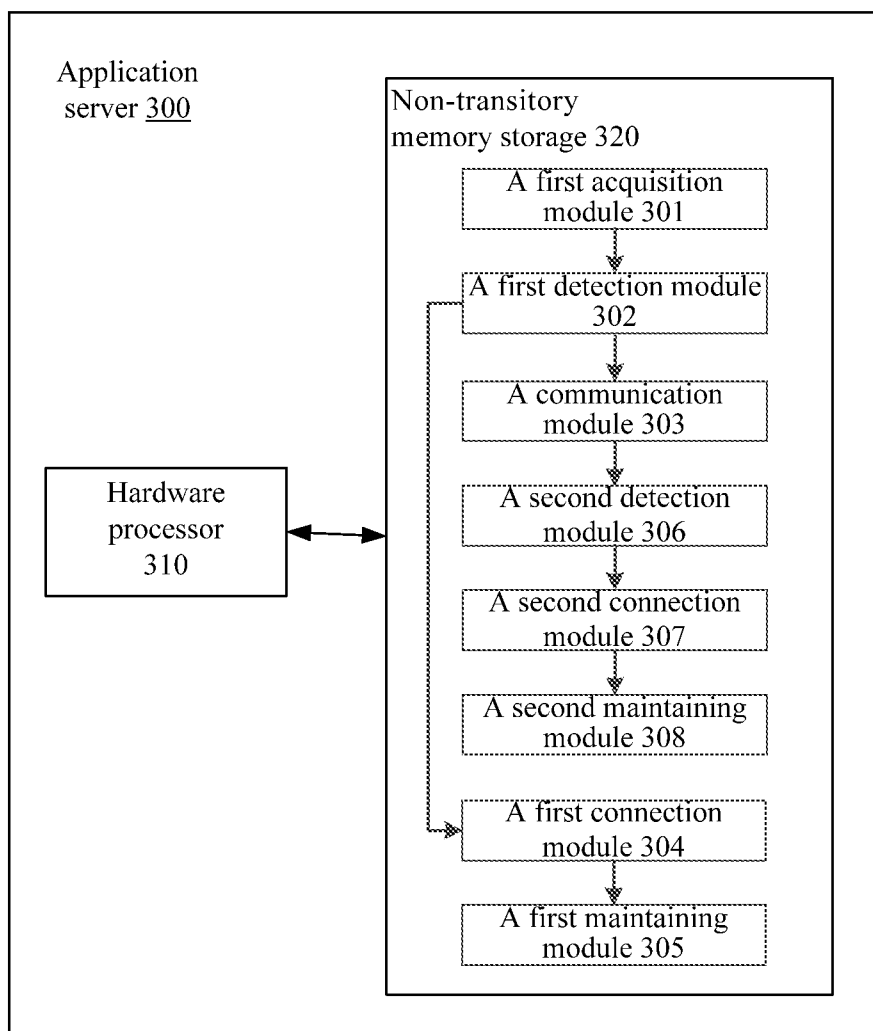 Application
server 300
Non-transitory
memory storage 320
A first acquisition
module 301
A first detection module
302
A communication
module 303
A second detection
module 306
Hardware
processor
310
A second connection
module 307
A second maintaining
module 308
A first connection
module 304
A first maintaining
module 305